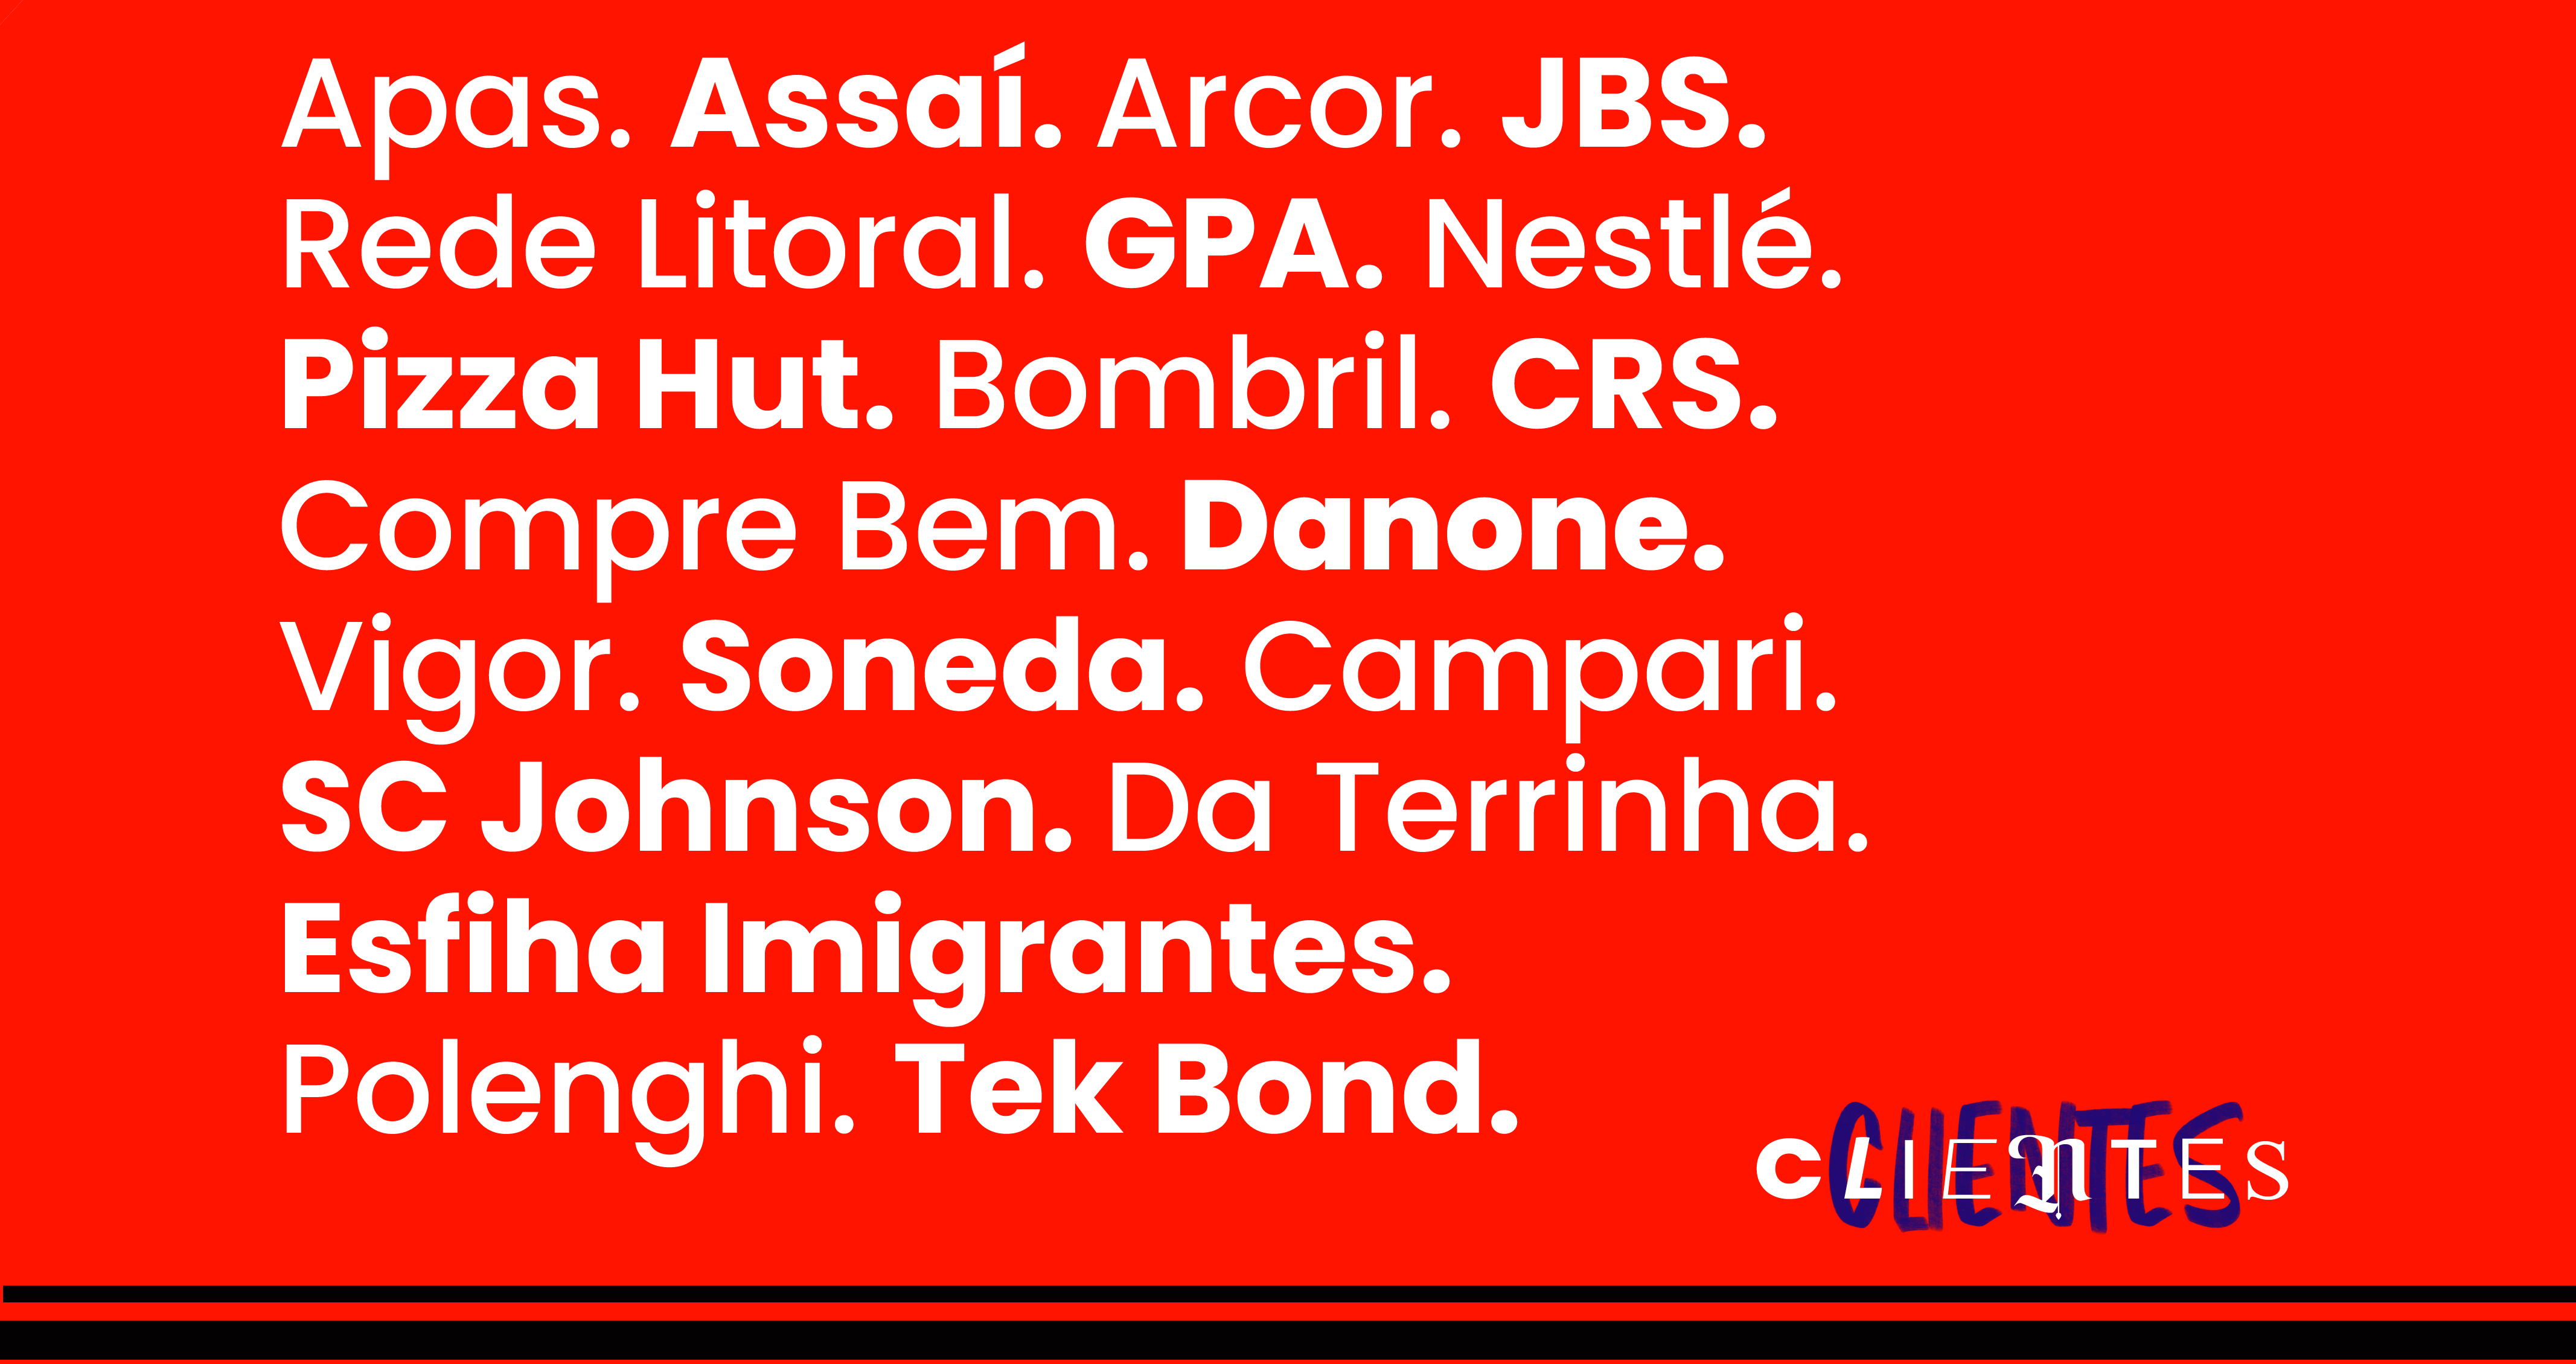 Apas. Assaí. Arcor. JBS.
Rede Litoral. GPA. Nestlé.
Pizza Hut. Bombril. CRS.
Compre Bem. Danone.
Vigor. Soneda. Campari.
SC Johnson. Da Terrinha.
Esfiha Imigrantes.
Polenghi. Tek Bond.
CLIENTES
CLIENTES